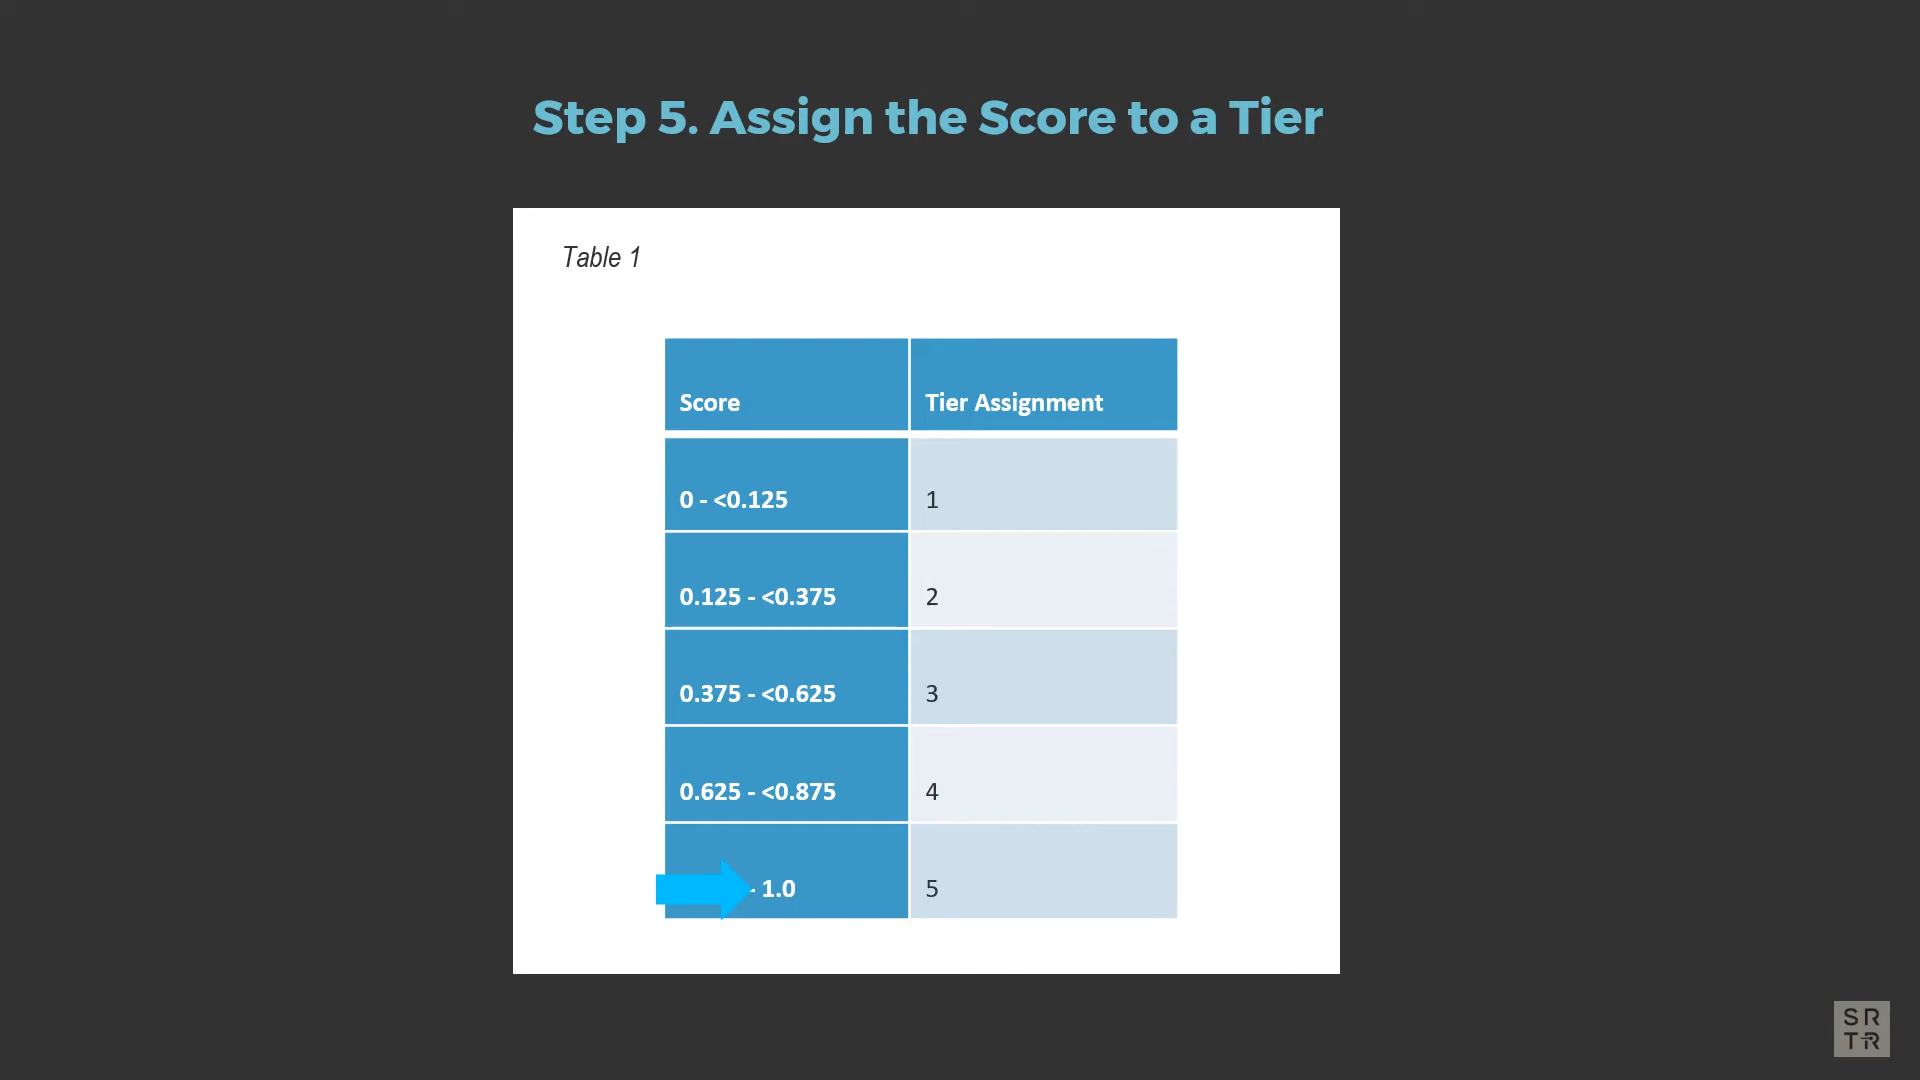 Step 5. Assign the Score to a Tier
Table 1
Score Tier Assignment
0 - <0.125 1
0.125 - <0.375 2
0.375 - <0.625 3
0.625 - <0.875 4
- 1.0 5
SR
TR